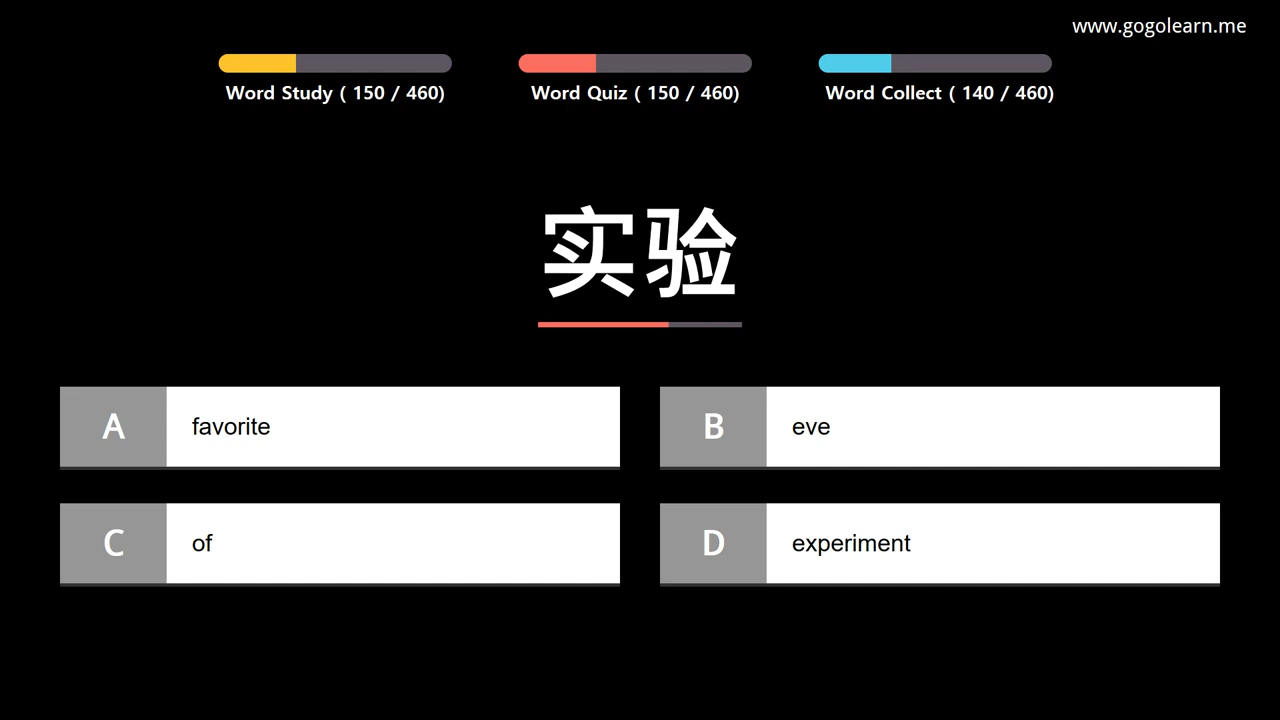 www.gogolearn.me
Word Study ( 150 / 460)
Word Quiz ( 150 / 460)
Word Collect ( 140 / 460)
实验
A favorite
B eve
C of
D experiment